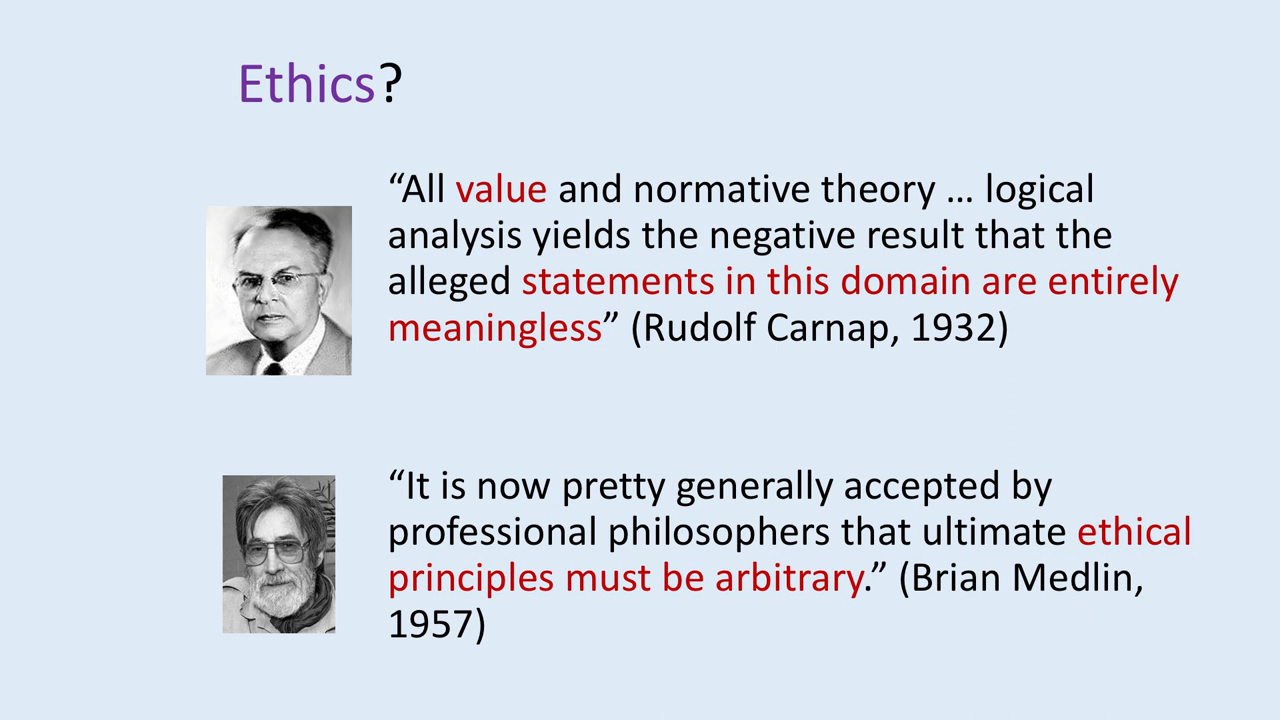 Ethics?
“All value and normative theory … logical
analysis yields the negative result that the
alleged statements in this domain are entirely
meaningless” (Rudolf Carnap, 1932)
“It is now pretty generally accepted by
professional philosophers that ultimate ethical
principles must be arbitrary.” (Brian Medlin,
1957)